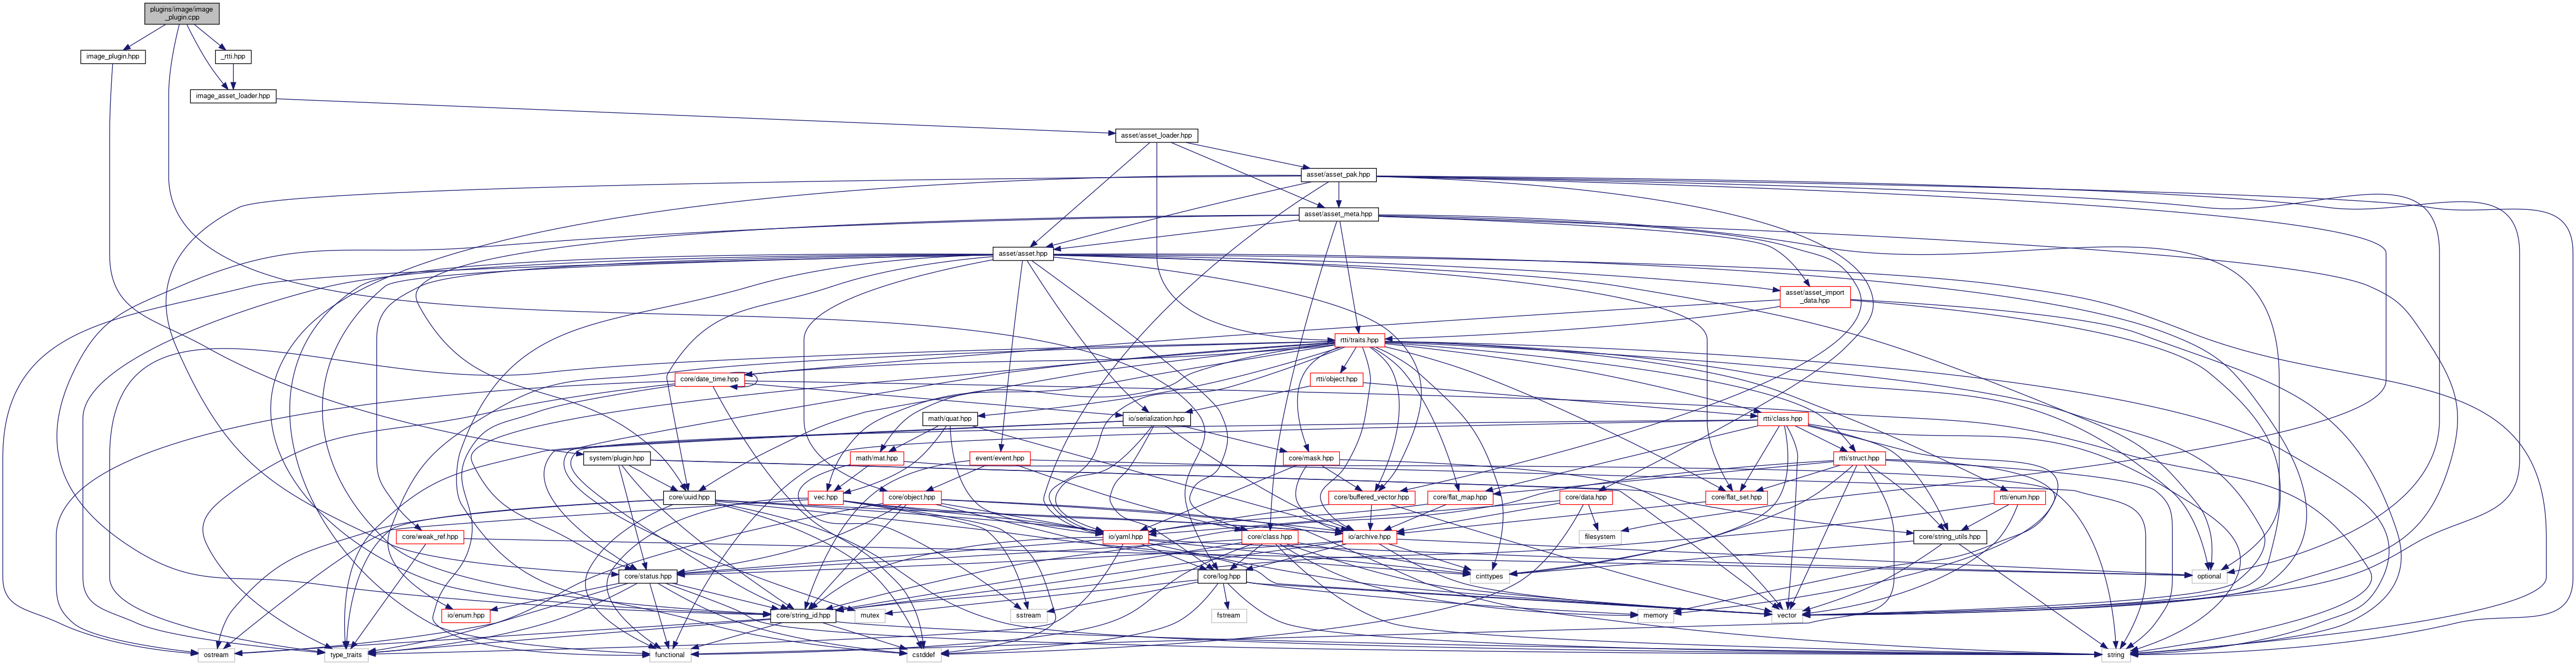 plugins/image/image
_plugin.cpp
image_plugin.hpp
_rtti.hpp
image_asset_loader.hpp
asset/asset_loader.hpp
asset/asset_pak.hpp
asset/asset_meta.hpp
asset/asset.hpp
asset/asset_import
_data.hpp
rtti/traits.hpp
core/date_time.hpp
rtti/object.hpp
math/quat.hpp
io/serialization.hpp
rtti/class.hpp
system/plugin.hpp
math/mat.hpp
event/event.hpp
core/mask.hpp
rtti/struct.hpp
core/uuid.hpp
vec.hpp
core/object.hpp
core/buffered_vector.hpp
core/flat_map.hpp
core/data.hpp
core/flat_set.hpp
rtti/enum.hpp
core/weak_ref.hpp
io/yaml.hpp
core/class.hpp
io/archive.hpp
filesystem
core/string_utils.hpp
core/status.hpp
core/log.hpp
cinttypes
optional
io/enum.hpp
core/string_id.hpp
mutex
sstream
fstream
memory
vector
ostream
type_traits
functional
cstddef
string